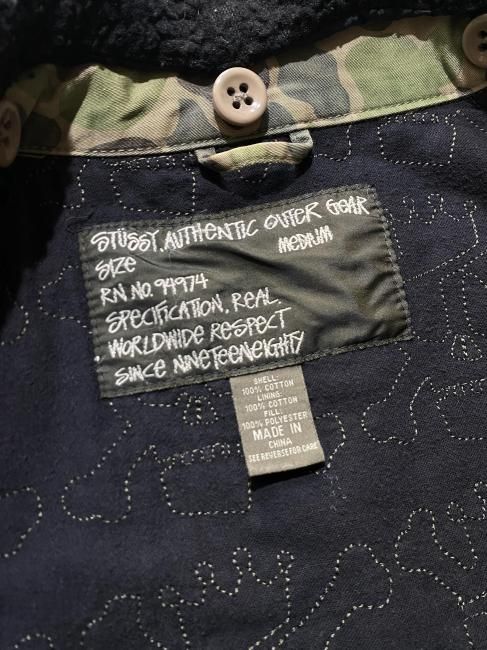 STÜSSY. AUTHENTIC OUTER GEAR
SIZE MEDIUM
RN NO. 94974
SPECIFICATION, REAL.
WORLDWIDE RESPECT
SINCE NINETEENEIGHTY
SHELL:
100% COTTON
LINING:
100% COTTON
FILL:
100% POLYESTER
MADE IN
CHINA
SEE REVERSE FOR CARE